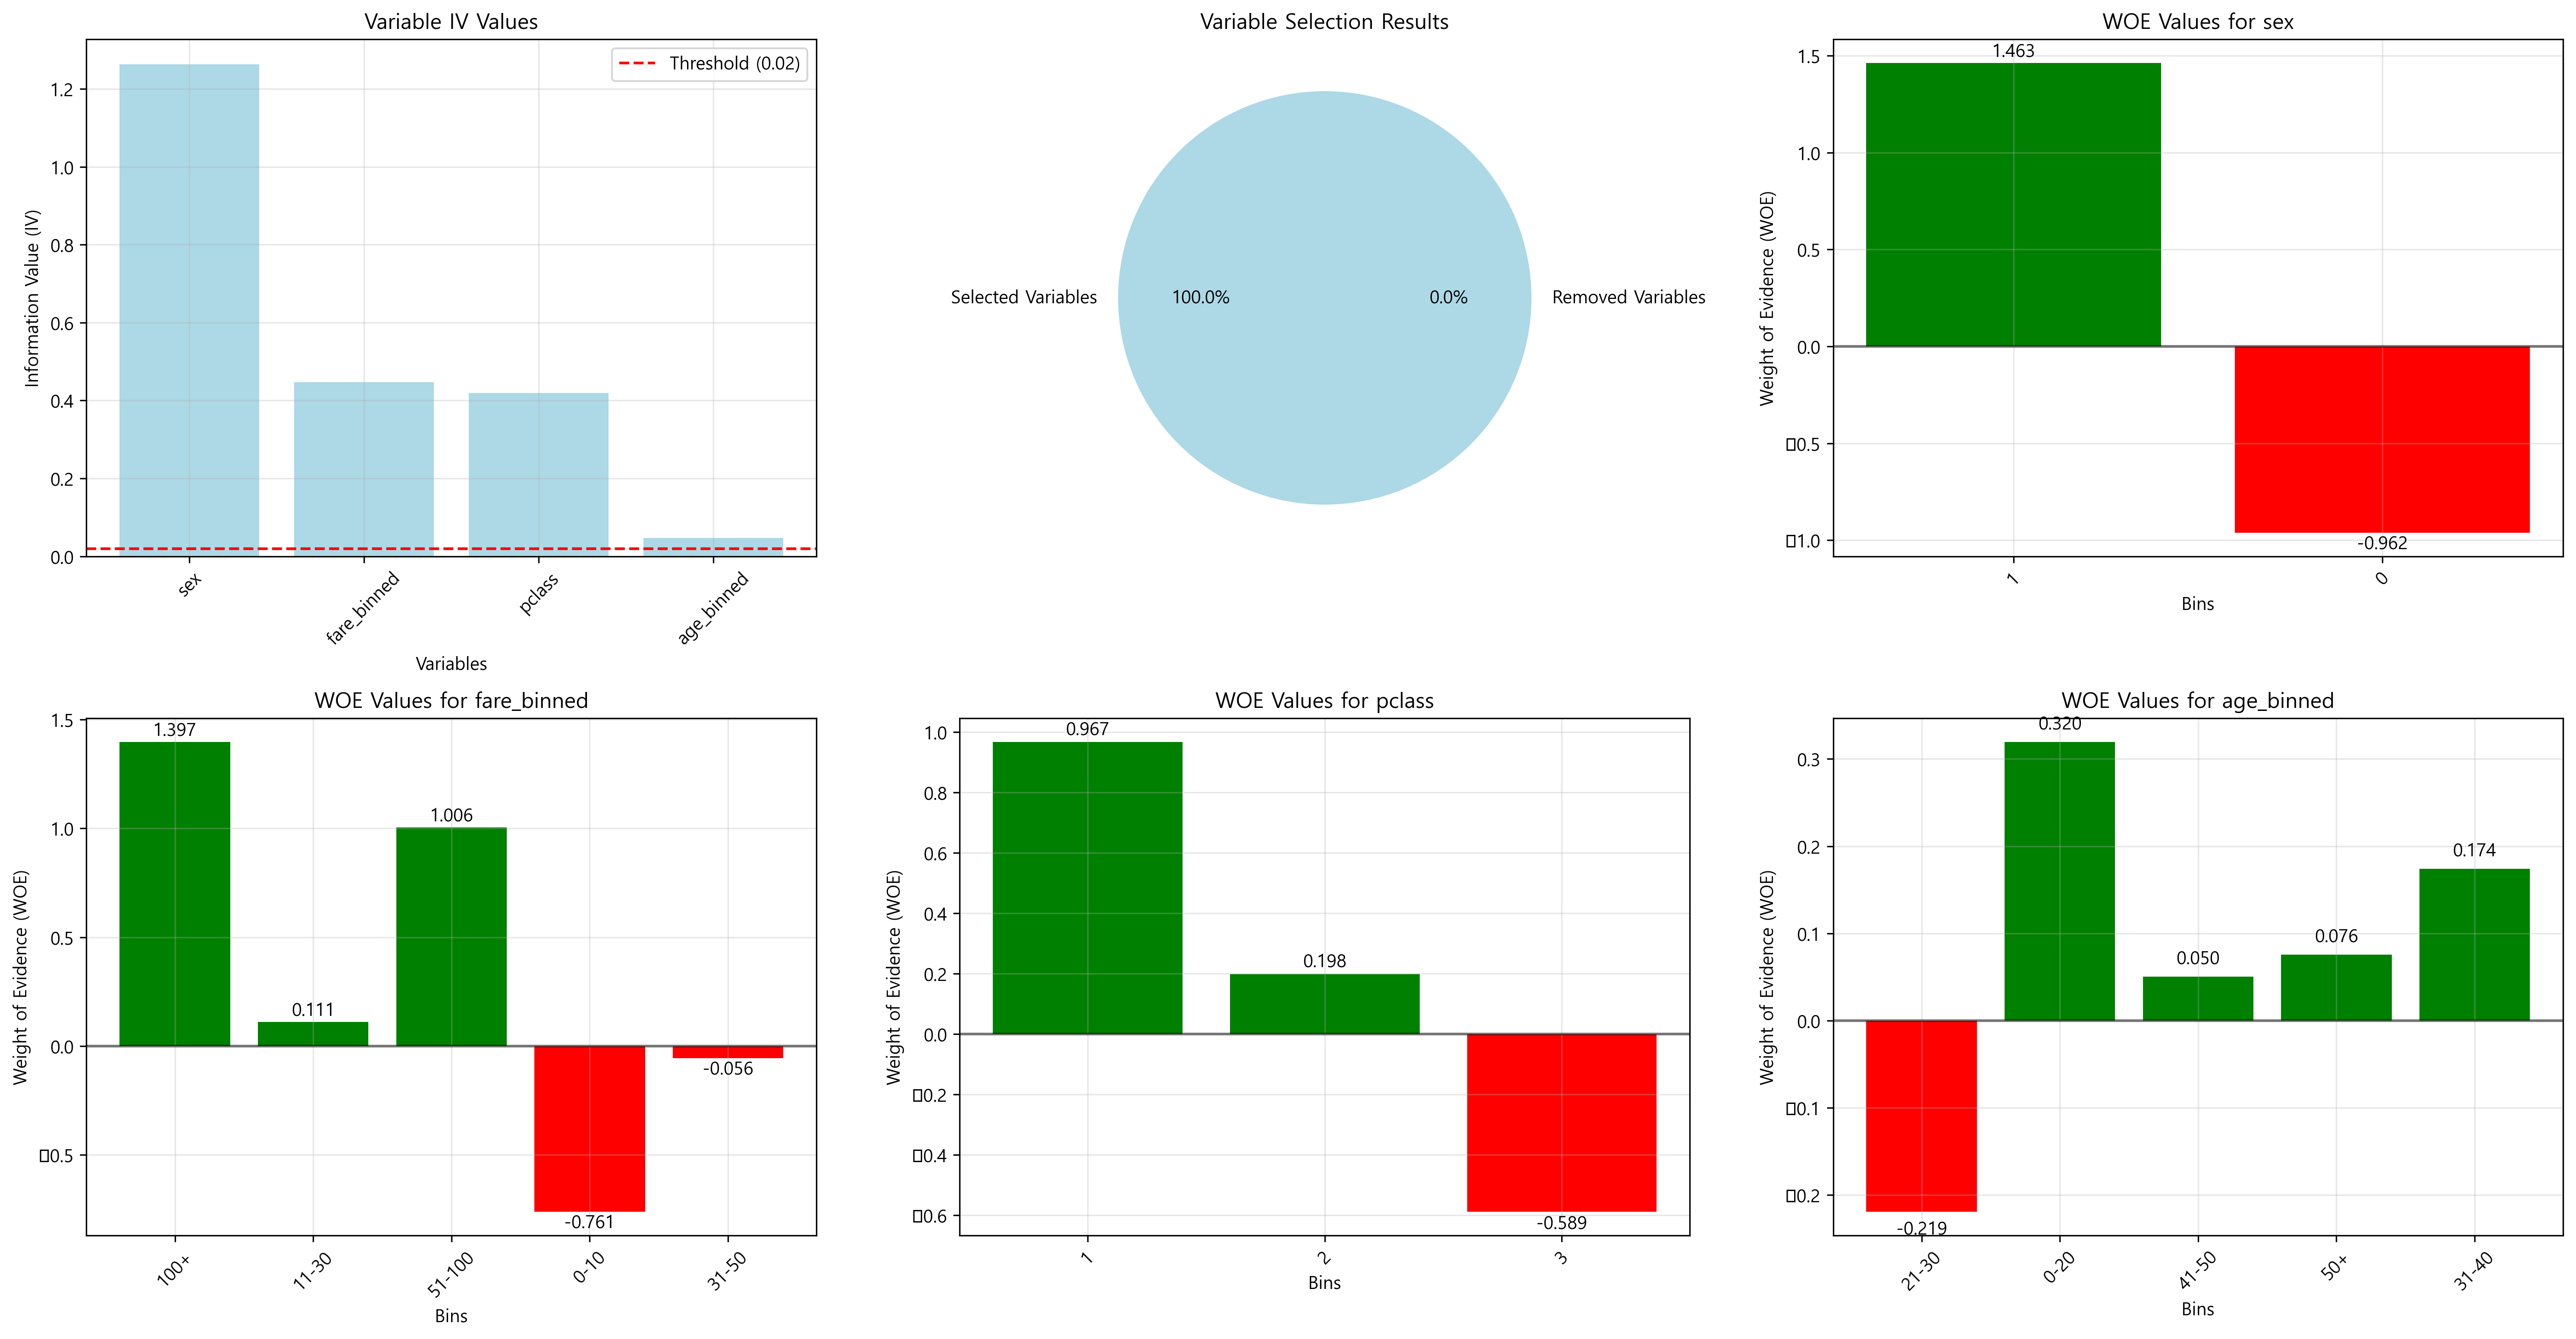 Variable IV Values
Information Value (IV)
1.2
1.0
0.8
0.6
0.4
0.2
0.0
Threshold (0.02)
sex
fare_binned
pclass
age_binned
Variables
Variable Selection Results
Selected Variables
100.0%
0.0%
Removed Variables
WOE Values for sex
Weight of Evidence (WOE)
1.5
1.0
0.5
0.0
▯0.5
▯1.0
1.463
-0.962
1
0
Bins
WOE Values for fare_binned
Weight of Evidence (WOE)
1.5
1.0
0.5
0.0
▯0.5
1.397
0.111
1.006
-0.761
-0.056
100+
11-30
51-100
0-10
31-50
Bins
WOE Values for pclass
Weight of Evidence (WOE)
1.0
0.8
0.6
0.4
0.2
0.0
▯0.2
▯0.4
▯0.6
0.967
0.198
-0.589
1
2
3
Bins
WOE Values for age_binned
Weight of Evidence (WOE)
0.3
0.2
0.1
0.0
▯0.1
▯0.2
-0.219
0.320
0.050
0.076
0.174
21-30
0-20
41-50
50+
31-40
Bins